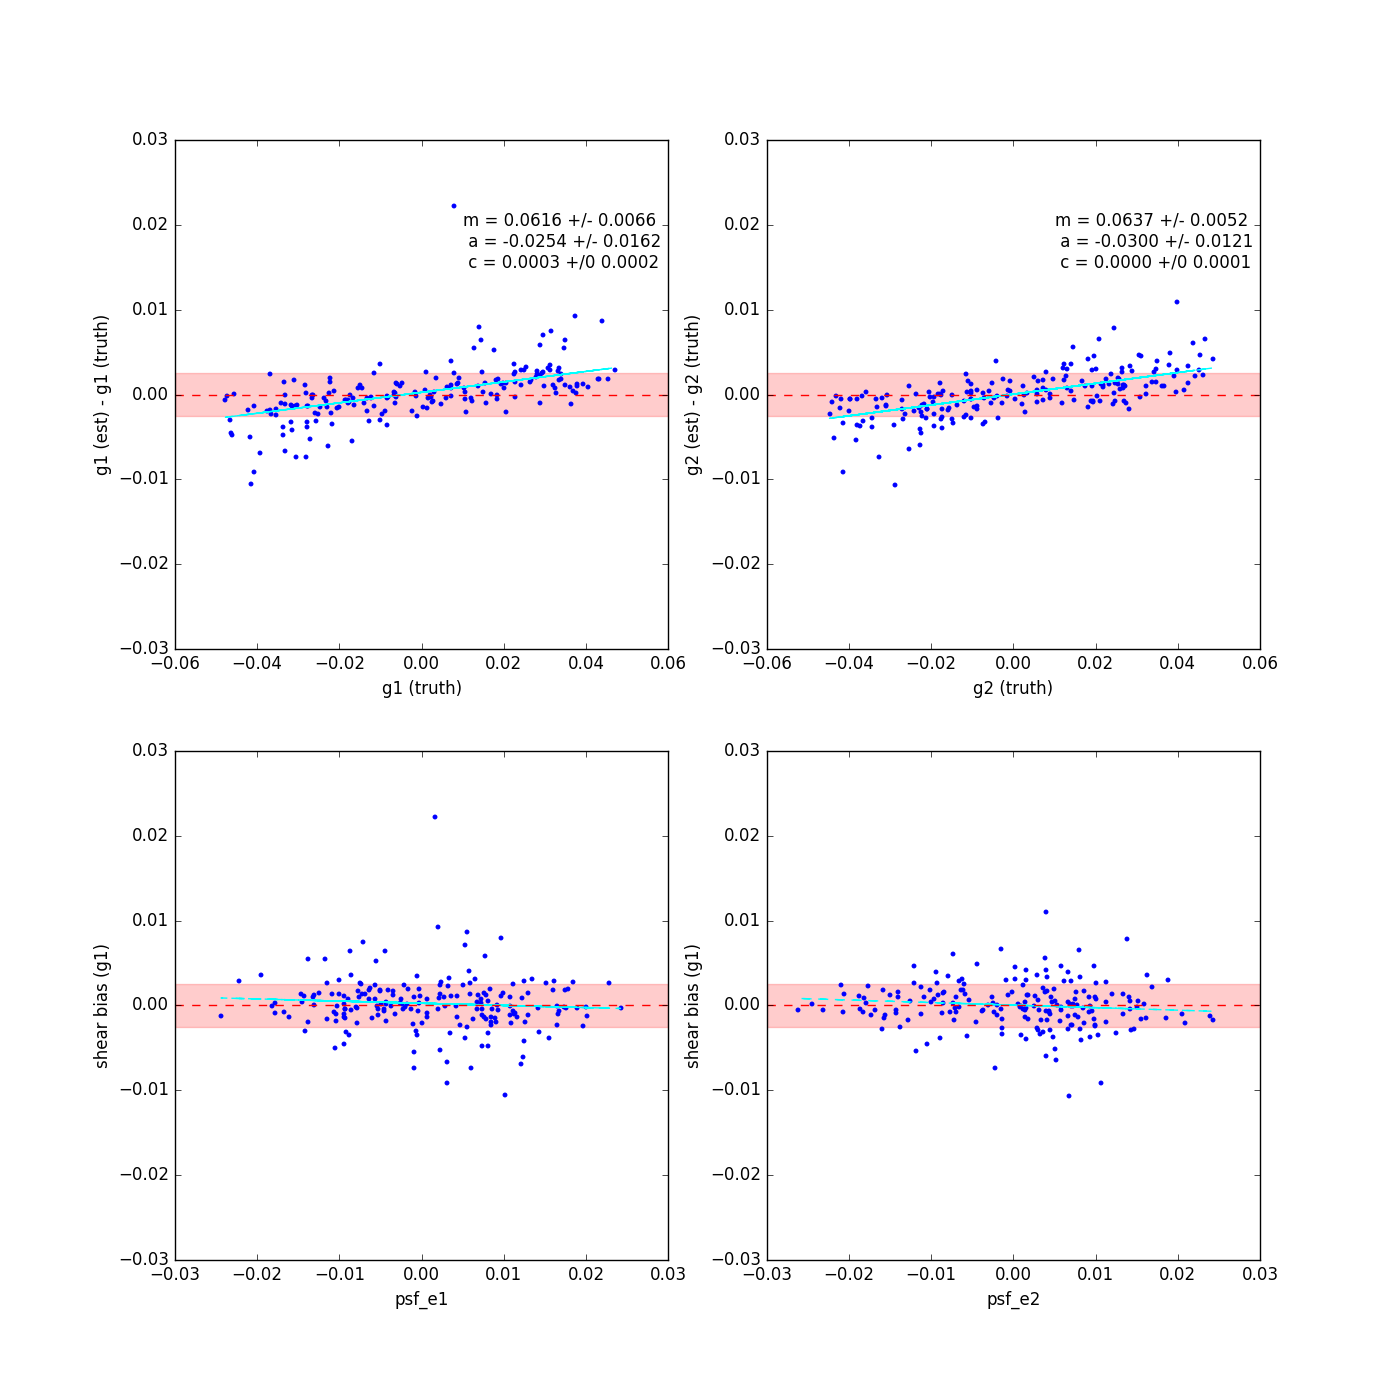 0.03
0.02
0.01
0.00
−0.01
−0.02
−0.03
g1 (est) - g1 (truth)
m = 0.0616 +/- 0.0066
a = -0.0254 +/- 0.0162
c = 0.0003 +/0 0.0002
−0.06 −0.04 −0.02 0.00 0.02 0.04 0.06
g1 (truth)
0.03
0.02
0.01
0.00
−0.01
−0.02
−0.03
g2 (est) - g2 (truth)
m = 0.0637 +/- 0.0052
a = -0.0300 +/- 0.0121
c = 0.0000 +/0 0.0001
−0.06 −0.04 −0.02 0.00 0.02 0.04 0.06
g2 (truth)
0.03
0.02
0.01
0.00
−0.01
−0.02
−0.03
shear bias (g1)
−0.03 −0.02 −0.01 0.00 0.01 0.02 0.03
psf_e1
0.03
0.02
0.01
0.00
−0.01
−0.02
−0.03
shear bias (g1)
−0.03 −0.02 −0.01 0.00 0.01 0.02 0.03
psf_e2